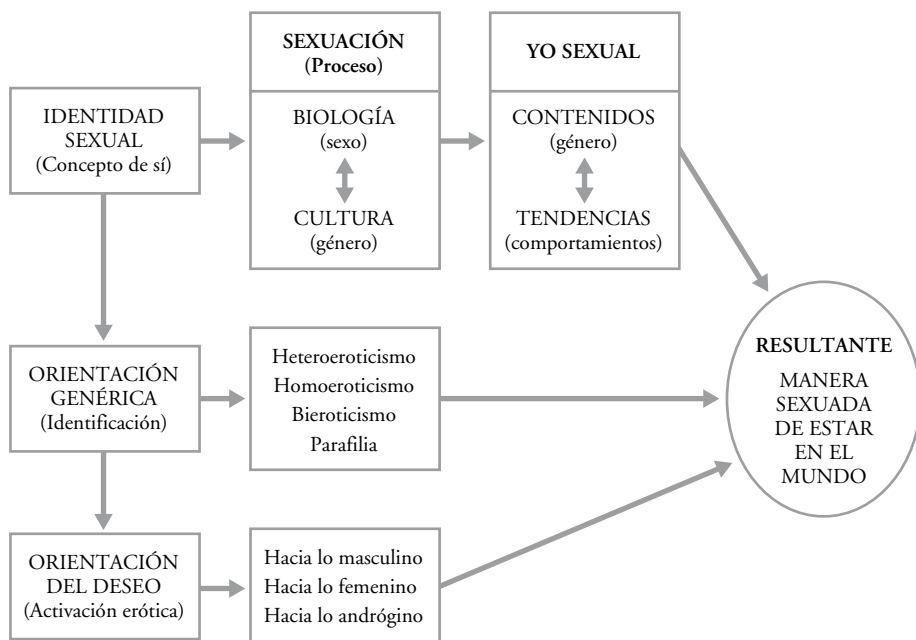 SEXUACIÓN
(Proceso)
YO SEXUAL
IDENTIDAD
SEXUAL
(Concepto de sí)
BIOLOGÍA
(sexo)
CULTURA
(género)
CONTENIDOS
(género)
TENDENCIAS
(comportamientos)
ORIENTACIÓN
GENÉRICA
(Identificación)
Heteroeroticismo
Homoeroticismo
Bieroticismo
Parafilia
RESULTANTE
MANERA
SEXUADA
DE ESTAR
EN EL
MUNDO
ORIENTACIÓN
DEL DESEO
(Activación erótica)
Hacia lo masculino
Hacia lo femenino
Hacia lo andrógino